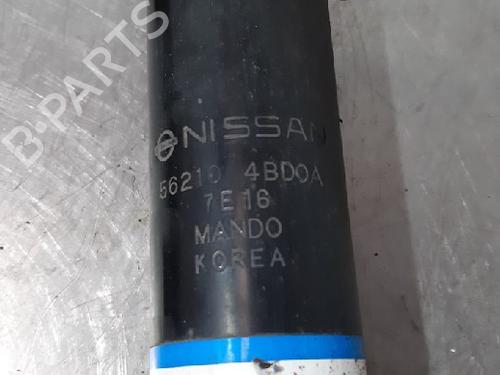 B-PARTS
NISSAN
56210 4BD0A
7E16
MANDO
KOREA